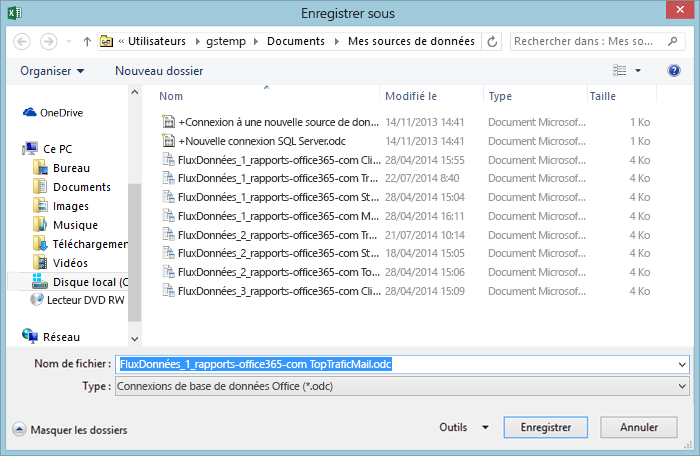 Enregistrer sous
« Utilisateurs ▸ gstemp ▸ Documents ▸ Mes sources de données
Rechercher dans : Mes so...
Organiser ▾ Nouveau dossier
Nom Modifié le Type Taille
OneDrive
Ce PC
Bureau
Documents
Images
Musique
Téléchargemen
Vidéos
Disque local (C
Lecteur DVD RW
Réseau
+Connexion à une nouvelle source de don... 14/11/2013 14:41 Document Microsof... 1 Ko
+Nouvelle connexion SQL Server.odc 14/11/2013 14:41 Document Microsof... 1 Ko
FluxDonnées_1_rapports-office365-com Cli... 28/04/2014 15:55 Document Microsof... 4 Ko
FluxDonnées_1_rapports-office365-com Tr... 22/07/2014 8:40 Document Microsof... 4 Ko
FluxDonnées_1_rapports-office365-com St... 28/04/2014 15:04 Document Microsof... 4 Ko
FluxDonnées_1_rapports-office365-com M... 28/04/2014 16:11 Document Microsof... 4 Ko
FluxDonnées_2_rapports-office365-com Tr... 21/07/2014 10:14 Document Microsof... 4 Ko
FluxDonnées_2_rapports-office365-com St... 18/04/2014 15:05 Document Microsof... 4 Ko
FluxDonnées_2_rapports-office365-com To... 28/04/2014 15:06 Document Microsof... 4 Ko
FluxDonnées_3_rapports-office365-com Cli... 28/04/2014 15:09 Document Microsof... 4 Ko
Nom de fichier : FluxDonnées_1_rapports-office365-com TopTraficMail.odc
Type : Connexions de base de données Office (*.odc)
Masquer les dossiers
Outils ▾ Enregistrer Annuler